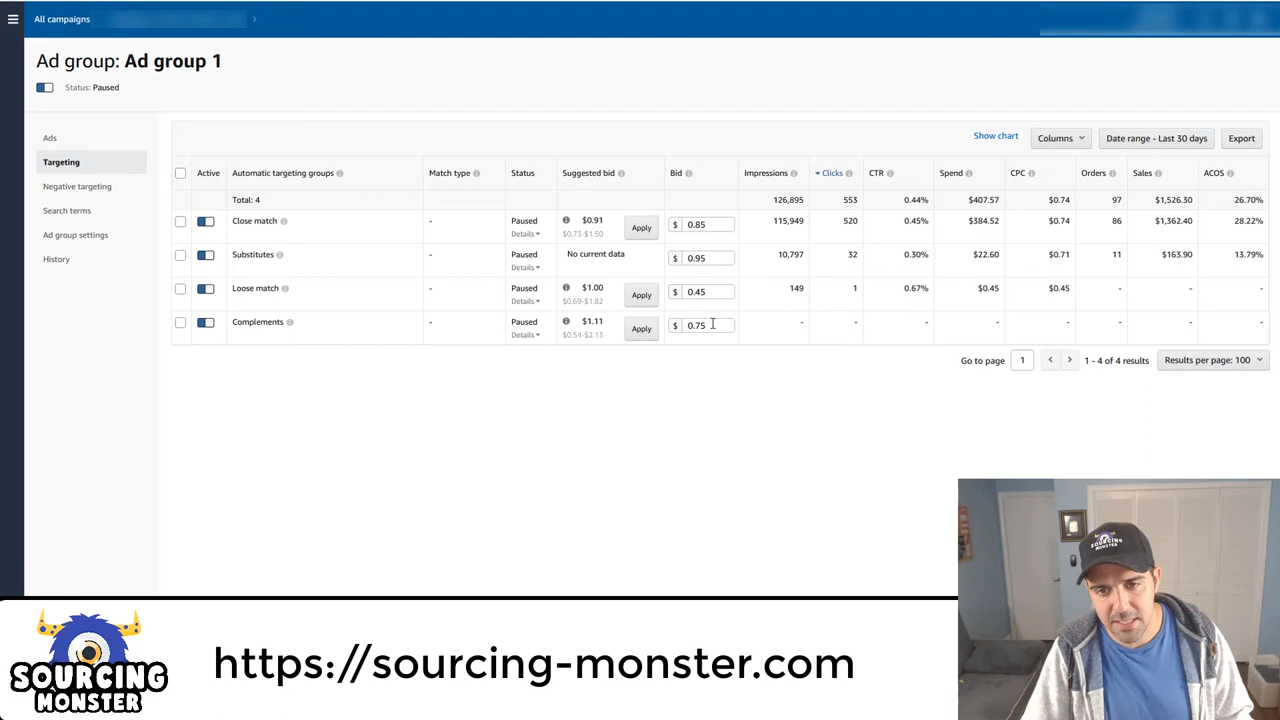 All campaigns
Ad group: Ad group 1
Status: Paused
Ads
Targeting
Negative targeting
Search terms
Ad group settings
History
Show chart Columns Date range - Last 30 days Export
Active Automatic targeting groups Match type Status Suggested bid Bid Impressions Clicks CTR Spend CPC Orders Sales ACOS
Total: 4 126,895 553 0.44% $407.57 $0.74 97 $1,526.30 26.70%
Close match - Paused $0.91 Apply $ 0.85 115,949 520 0.45% $384.52 $0.74 86 $1,362.40 28.22%
Details $0.73-$1.50
Substitutes - Paused No current data $ 0.95 10,797 32 0.30% $22.60 $0.71 11 $163.90 13.79%
Details
Loose match - Paused $1.00 Apply $ 0.45 149 1 0.67% $0.45 $0.45 - - -
Details $0.69-$1.82
Complements - Paused $1.11 Apply $ 0.75 - - - - - - - -
Details $0.54-$2.13
Go to page 1 1 - 4 of 4 results Results per page: 100
SOURCING
MONSTER
https://sourcing-monster.com
SOURCING
MONSTER